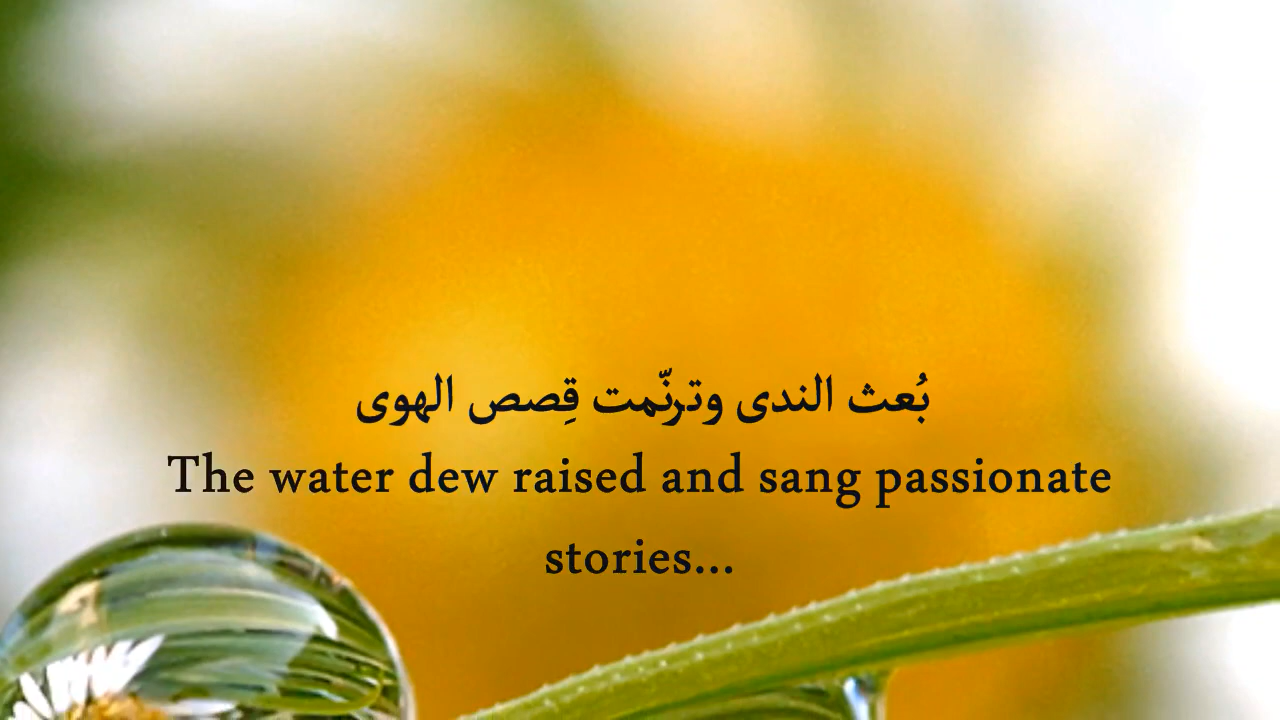 بُعث الندى وترنّمت قِصص الهوى
The water dew raised and sang passionate
stories...